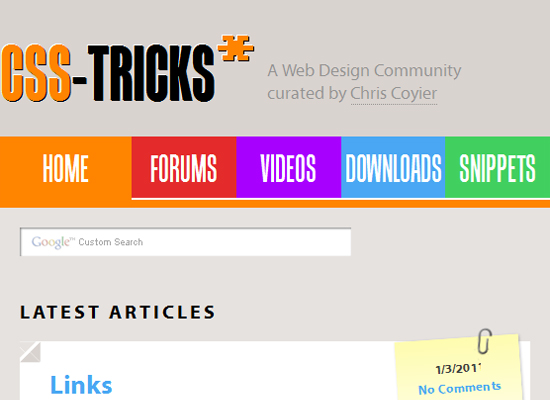 CSS-TRICKS*
A Web Design Community
curated by Chris Coyier
HOME FORUMS VIDEOS DOWNLOADS SNIPPETS
Google™ Custom Search
LATEST ARTICLES
1/3/2011
Links
No Comments